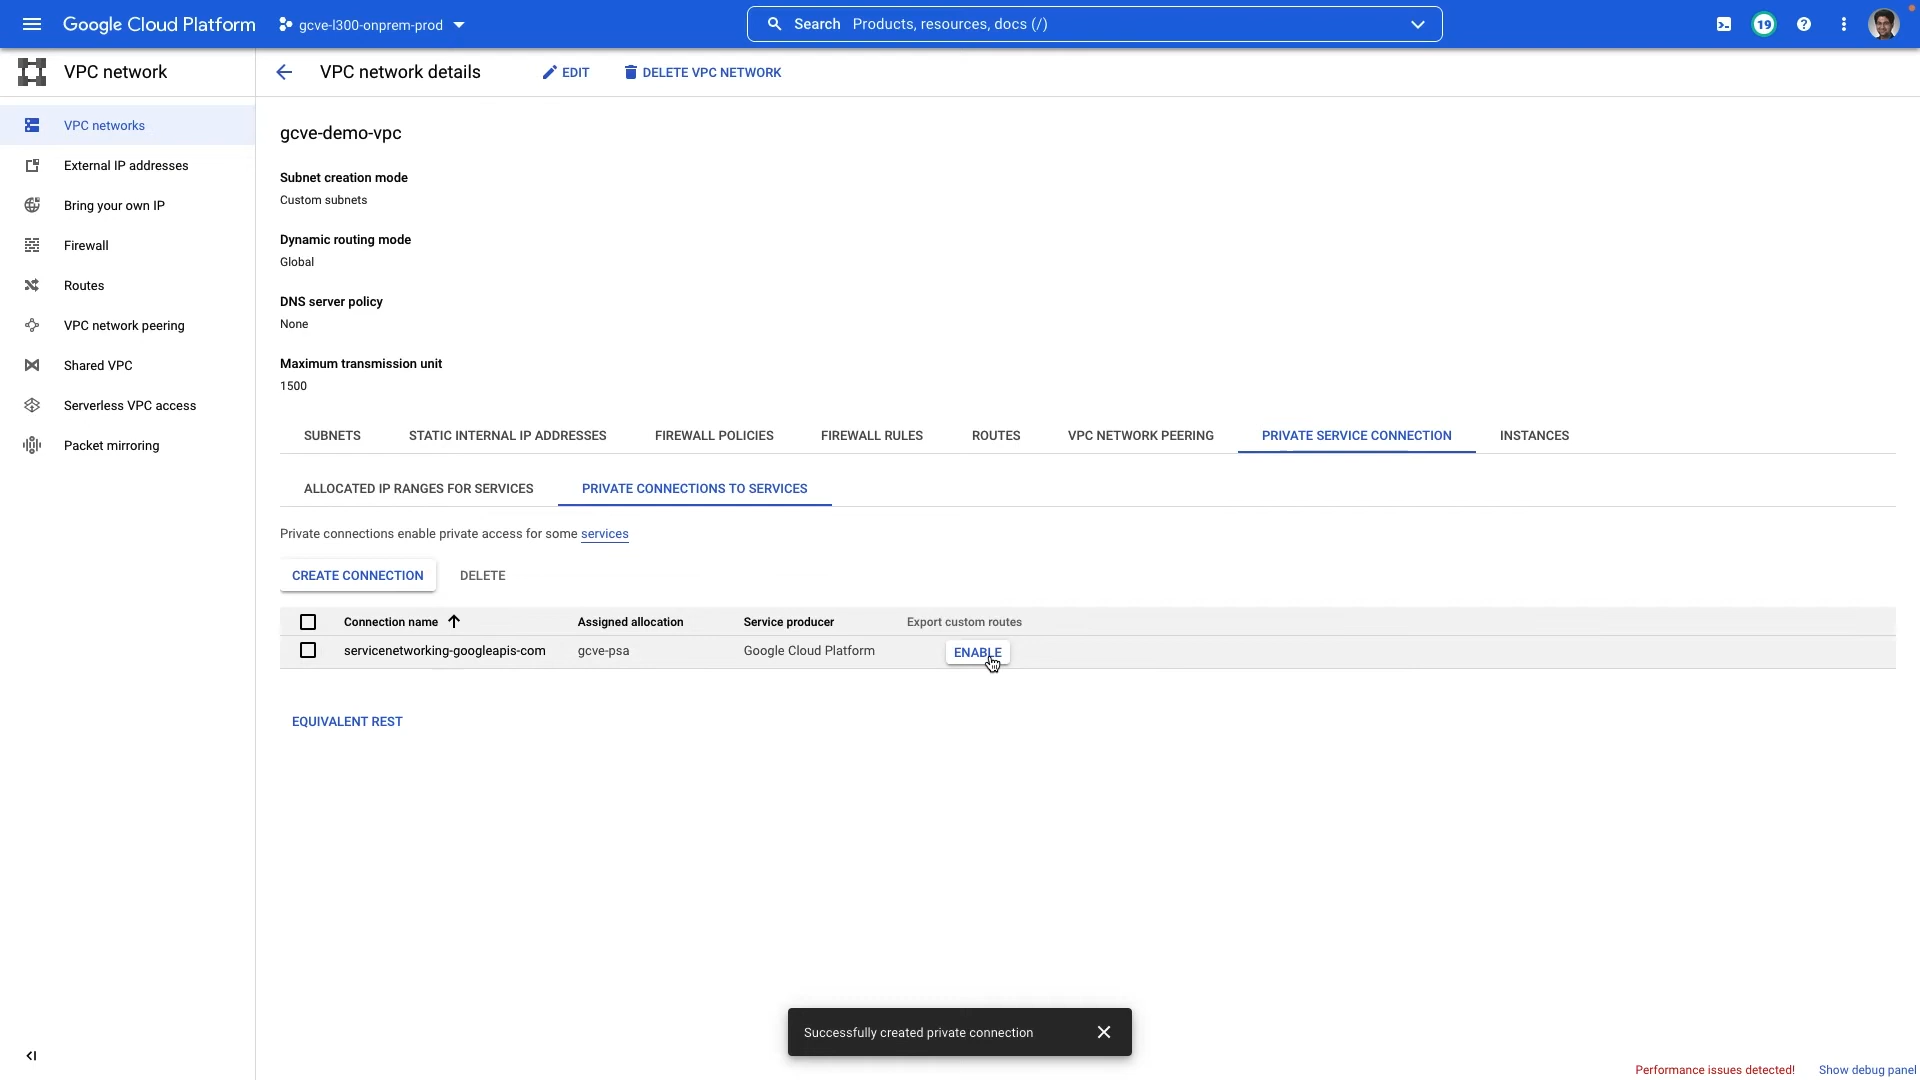 Google Cloud Platform gcve-l300-onprem-prod Search Products, resources, docs (/) 19
VPC network VPC network details EDIT DELETE VPC NETWORK
VPC networks
External IP addresses
Bring your own IP
Firewall
Routes
VPC network peering
Shared VPC
Serverless VPC access
Packet mirroring
gcve-demo-vpc
Subnet creation mode
Custom subnets
Dynamic routing mode
Global
DNS server policy
None
Maximum transmission unit
1500
SUBNETS STATIC INTERNAL IP ADDRESSES FIREWALL POLICIES FIREWALL RULES ROUTES VPC NETWORK PEERING PRIVATE SERVICE CONNECTION INSTANCES
ALLOCATED IP RANGES FOR SERVICES PRIVATE CONNECTIONS TO SERVICES
Private connections enable private access for some services
CREATE CONNECTION DELETE
Connection name Assigned allocation Service producer Export custom routes
servicenetworking-googleapis-com gcve-psa Google Cloud Platform ENABLE
EQUIVALENT REST
Successfully created private connection
Performance issues detected! Show debug panel